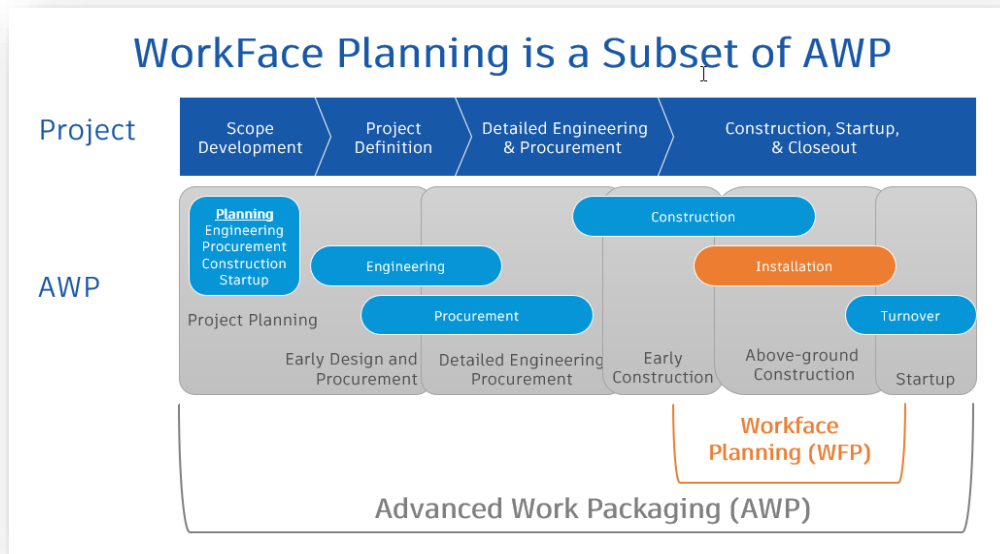 WorkFace Planning is a Subset of AWP
Project
Scope
Development
Project
Definition
Detailed Engineering
& Procurement
Construction, Startup,
& Closeout
AWP
Planning
Engineering
Procurement
Construction
Startup
Construction
Engineering
Installation
Procurement
Turnover
Project Planning
Early Design and
Procurement
Detailed Engineering
Procurement
Early
Construction
Above-ground
Construction
Startup
Workface
Planning (WFP)
Advanced Work Packaging (AWP)